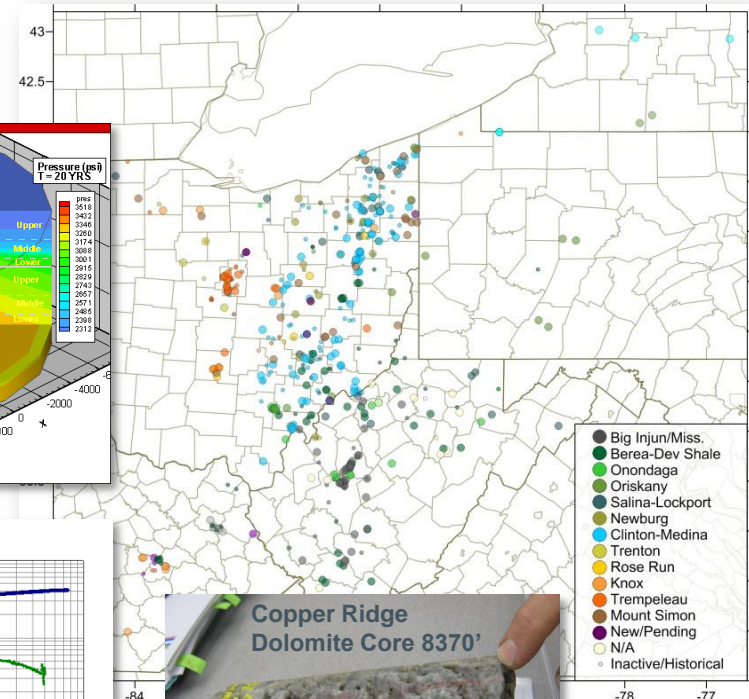 43
42.5
Pressure (psi)
T = 20 YRS
pres
3518
3432
3346
3260
3174
3088
3001
2915
2829
2743
2657
2571
2485
2398
2312
Upper
Middle
Lower
Upper
Middle
Lower
-4000
-2000
0
x
Big Injun/Miss.
Berea-Dev Shale
Onondaga
Oriskany
Salina-Lockport
Newburg
Clinton-Medina
Trenton
Rose Run
Knox
Trempeleau
Mount Simon
New/Pending
N/A
Inactive/Historical
Copper Ridge
Dolomite Core 8370’
-84
-78
-77